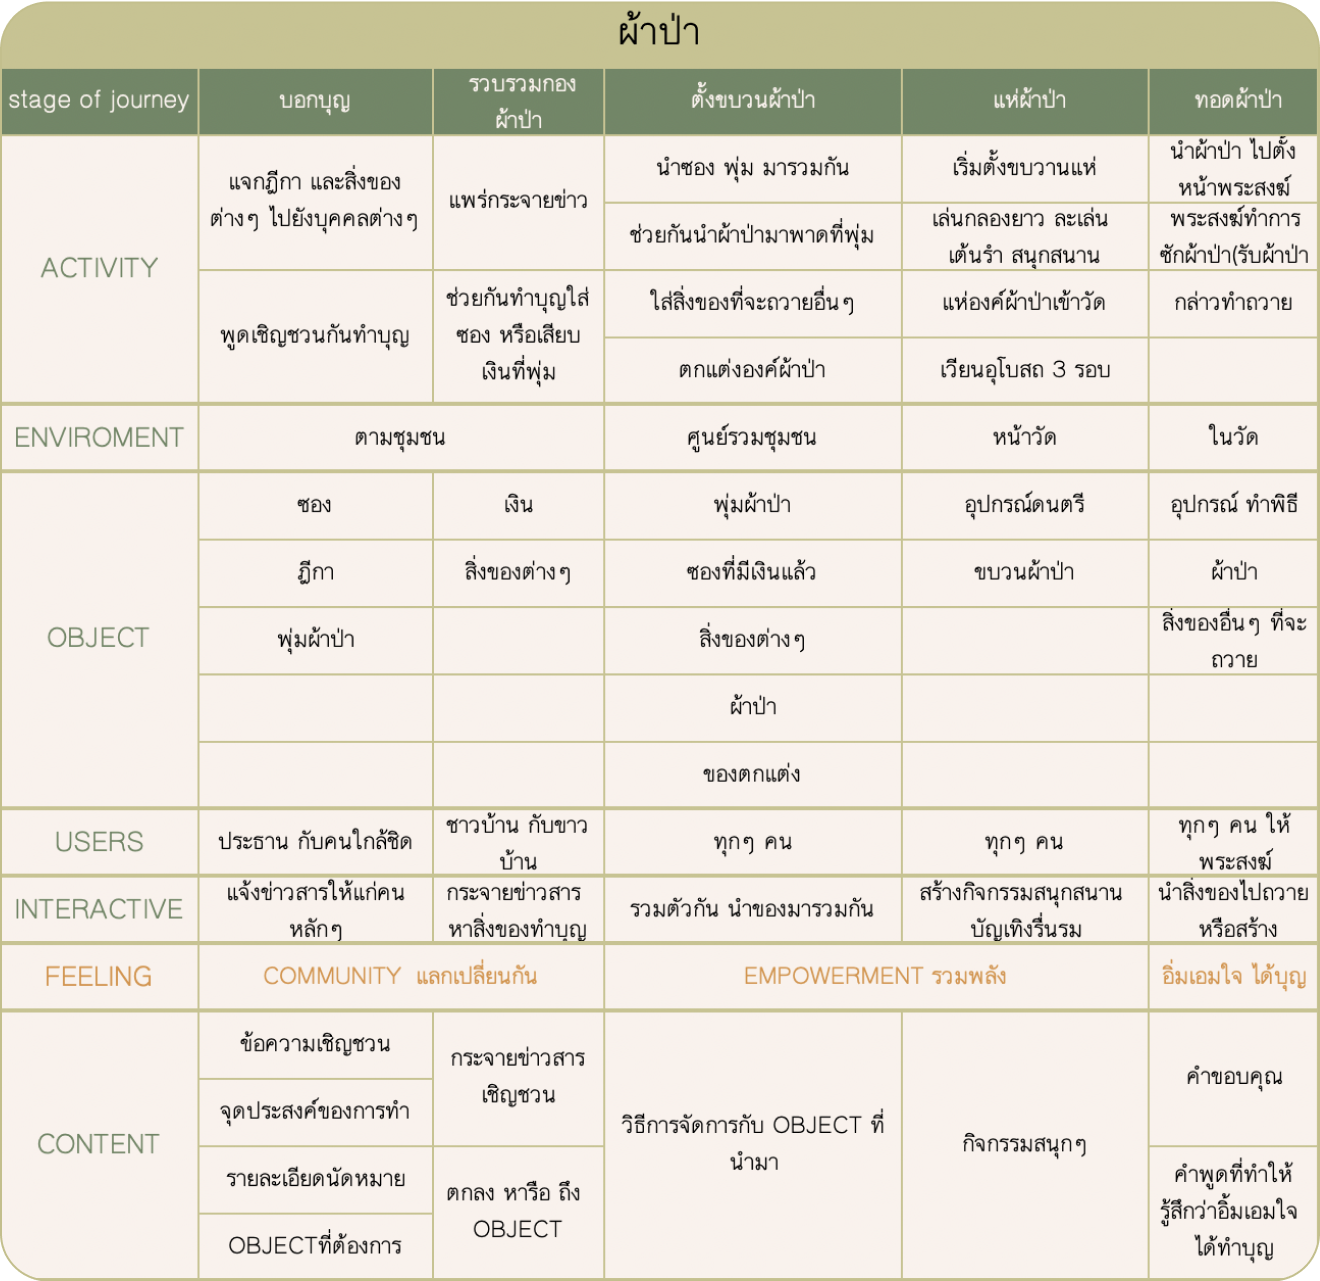 ผ้าป่า
stage of journey
บอกบุญ
รวบรวมกอง
ผ้าป่า
ตั้งขบวนผ้าป่า
แห่ผ้าป่า
ทอดผ้าป่า
ACTIVITY
แจกฎีกา และสิ่งของ
ต่างๆ ไปยังบุคคลต่างๆ
พูดเชิญชวนกันทำบุญ
แพร่กระจายข่าว
ช่วยกันทำบุญใส่
ซอง หรือเสียบ
เงินที่พุ่ม
นำซอง พุ่ม มารวมกัน
ช่วยกันนำผ้าป่ามาพาดที่พุ่ม
ใส่สิ่งของที่จะถวายอื่นๆ
ตกแต่งองค์ผ้าป่า
เริ่มตั้งขบวานแห่
เล่นกลองยาว ละเล่น
เต้นรำ สนุกสนาน
แห่องค์ผ้าป่าเข้าวัด
เวียนอุโบสถ 3 รอบ
นำผ้าป่า ไปตั้ง
หน้าพระสงฆ์
พระสงฆ์ทำการ
ชักผ้าป่า(รับผ้าป่า
กล่าวทำถวาย
ENVIROMENT
ตามชุมชน
ศูนย์รวมชุมชน
หน้าวัด
ในวัด
OBJECT
ซอง
เงิน
พุ่มผ้าป่า
อุปกรณ์ดนตรี
อุปกรณ์ ทำพิธี
ฎีกา
สิ่งของต่างๆ
ซองที่มีเงินแล้ว
ขบวนผ้าป่า
ผ้าป่า
พุ่มผ้าป่า
สิ่งของต่างๆ
สิ่งของอื่นๆ ที่จะ
ถวาย
ผ้าป่า
ของตกแต่ง
USERS
ประธาน กับคนใกล้ชิด
ชาวบ้าน กับขาว
บ้าน
ทุกๆ คน
ทุกๆ คน
ทุกๆ คน ให้
พระสงฆ์
INTERACTIVE
แจ้งข่าวสารให้แก่คน
หลักๆ
กระจายข่าวสาร
หาสิ่งของทำบุญ
รวมตัวกัน นำของมารวมกัน
สร้างกิจกรรมสนุกสนาน
บัญเทิงรื่นรม
นำสิ่งของไปถวาย
หรือสร้าง
FEELING
COMMUNITY แลกเปลี่ยนกัน
EMPOWERMENT รวมพลัง
อิ่มเอมใจ ได้บุญ
CONTENT
ข้อความเชิญชวน
จุดประสงค์ของการทำ
รายละเอียดนัดหมาย
OBJECTที่ต้องการ
กระจายข่าวสาร
เชิญชวน
ตกลง หารือ ถึง
OBJECT
วิธีการจัดการกับ OBJECT ที่
นำมา
กิจกรรมสนุกๆ
คำขอบคุณ
คำพูดที่ทำให้
รู้สึกว่าอิ้มเอมใจ
ได้ทำบุญ